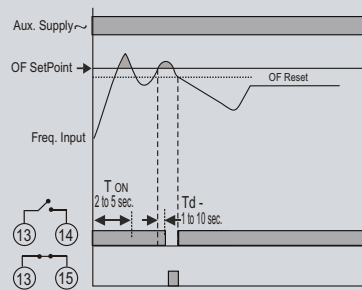 Aux. Supply~
OF SetPoint
OF Reset
Freq. Input
T ON
2 to 5 sec.
Td -
1 to 10 sec.
13 14
13 15